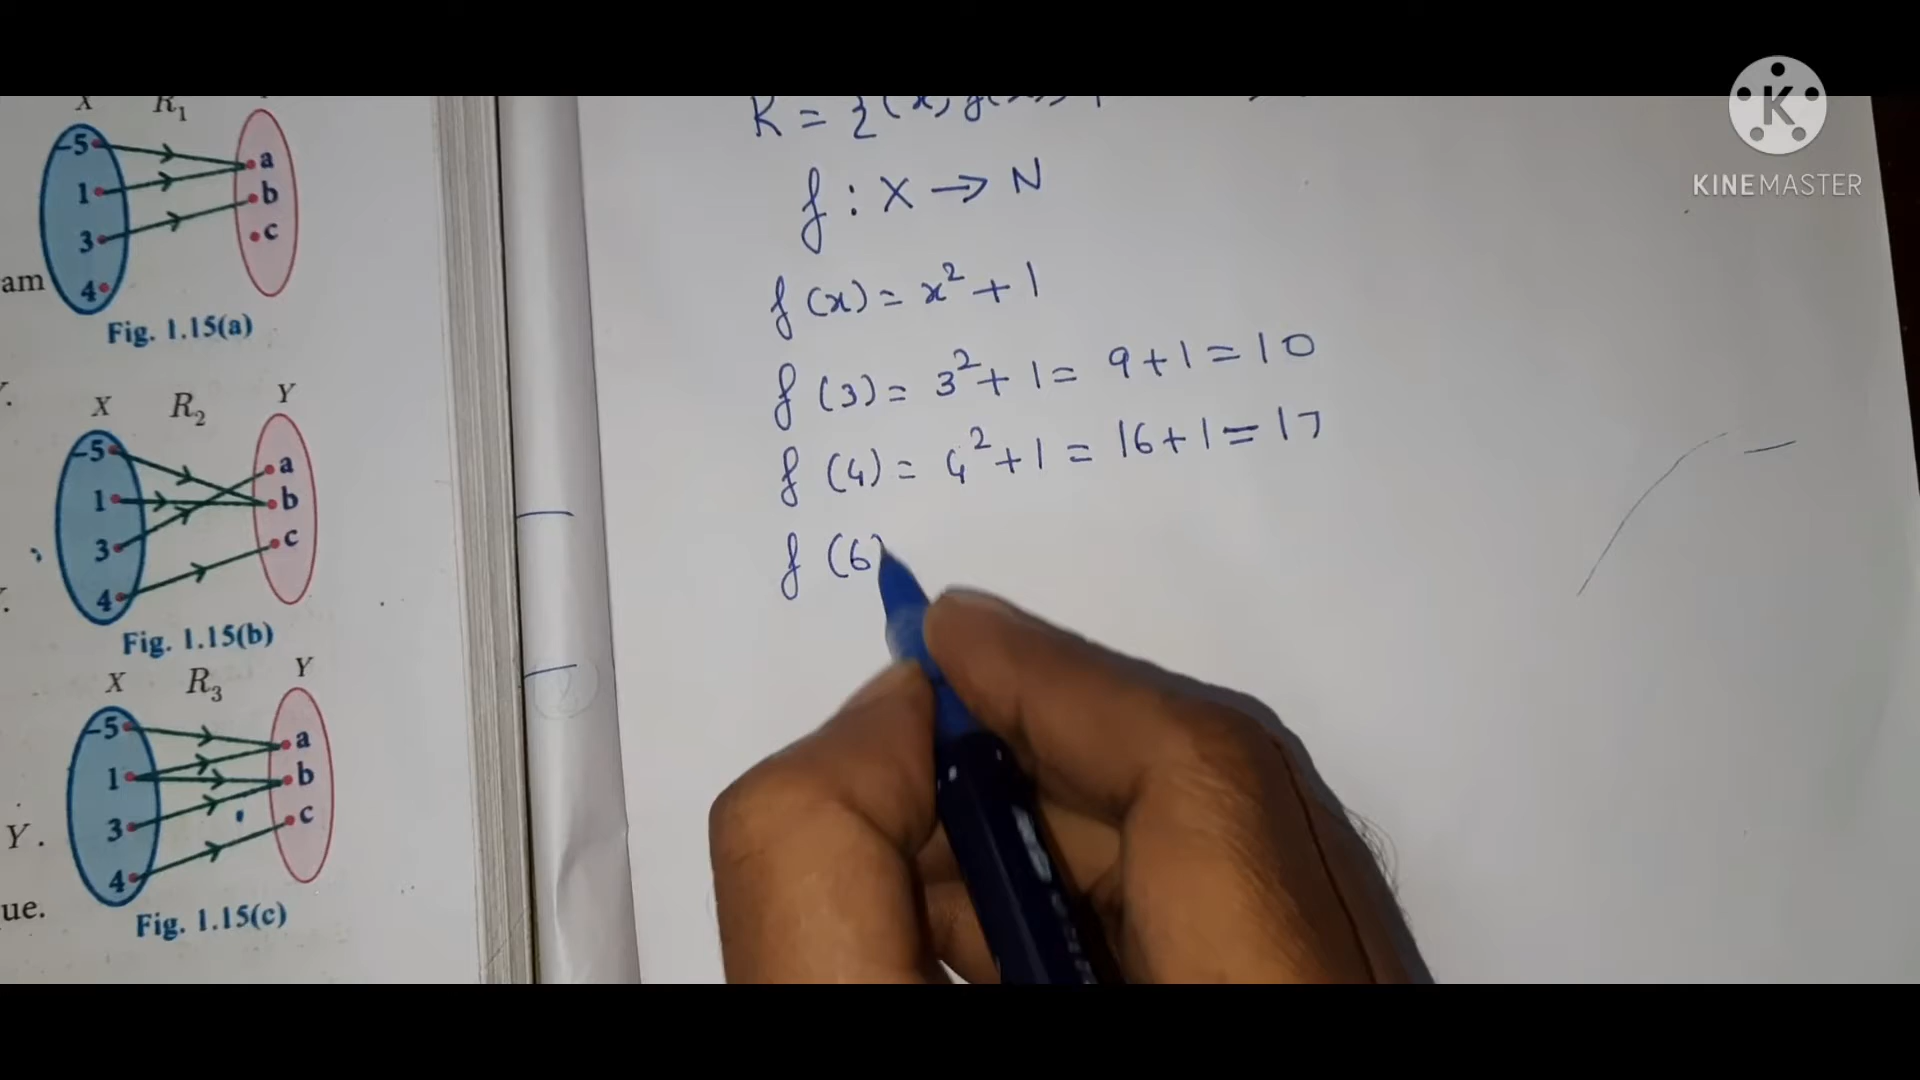 X R₁
-5
1
3
4
a
b
c
am
Fig. 1.15(a)
X R₂ Y
-5
1
3
4
a
b
c
Fig. 1.15(b)
X R₃ Y
-5
1
3
4
a
b
c
Y.
ue.
Fig. 1.15(c)
f : X → N
f(x) = x² + 1
f(3) = 3² + 1 = 9 + 1 = 10
f(4) = 4² + 1 = 16 + 1 = 17
f(6)
K
KINEMASTER